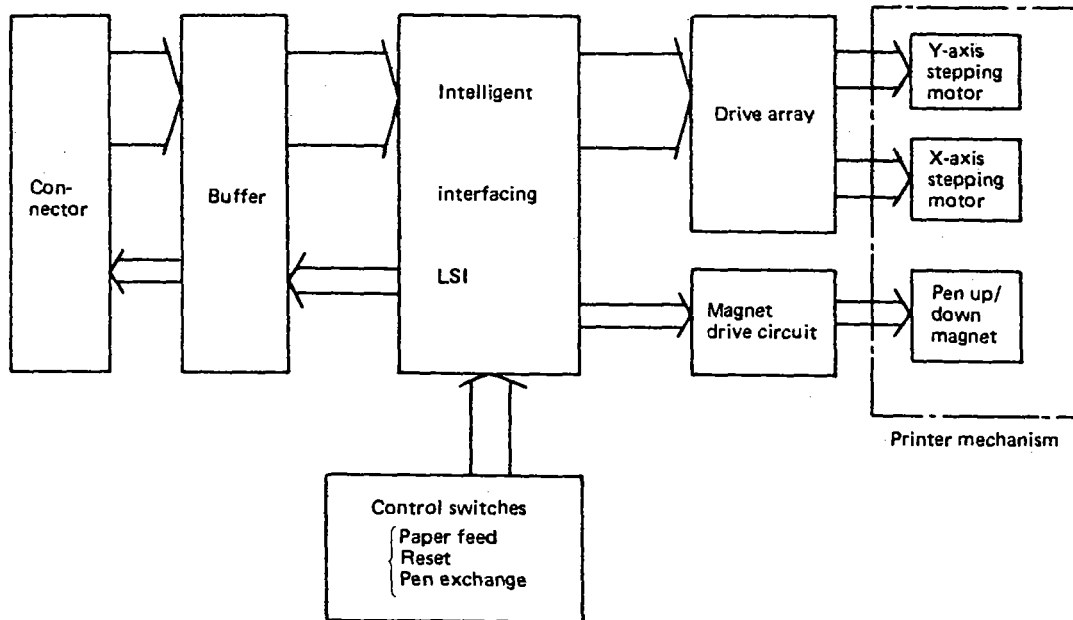 Con-
nector
Buffer
Intelligent
interfacing
LSI
Drive array
Y-axis
stepping
motor
X-axis
stepping
motor
Magnet
drive circuit
Pen up/
down
magnet
Printer mechanism
Control switches
Paper feed
Reset
Pen exchange